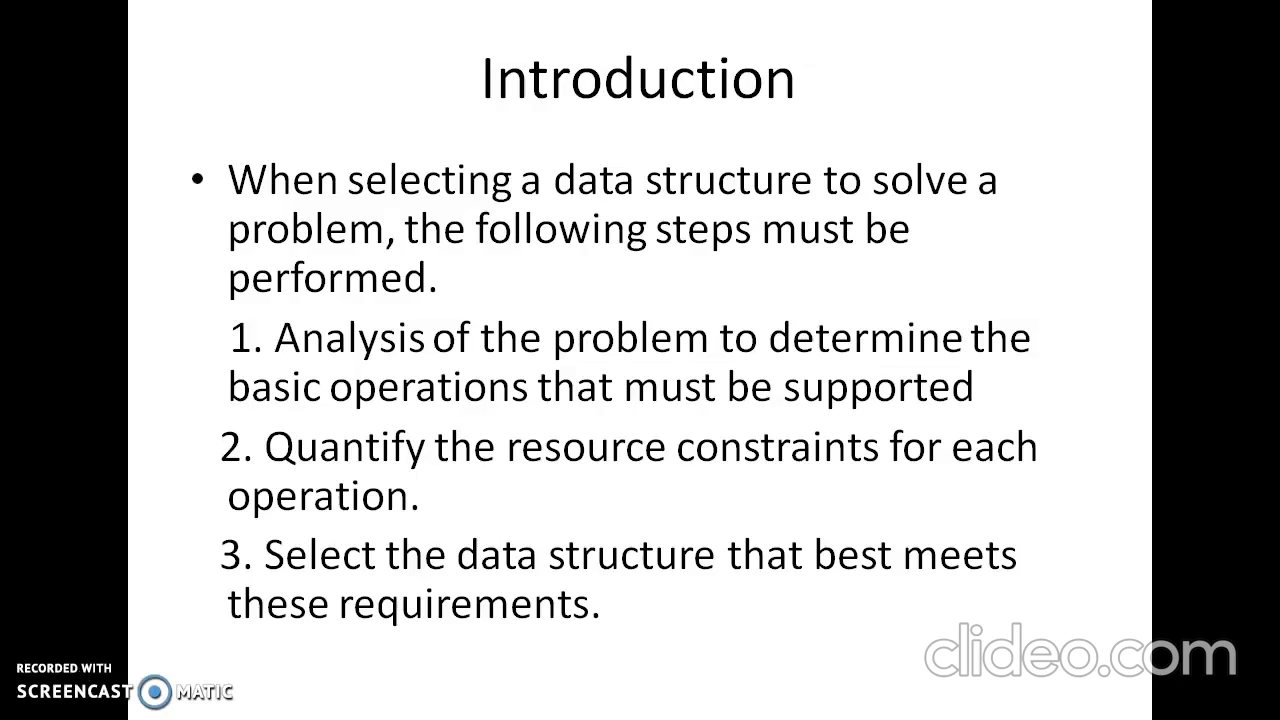 Introduction
• When selecting a data structure to solve a
problem, the following steps must be
performed.
1. Analysis of the problem to determine the
basic operations that must be supported
2. Quantify the resource constraints for each
operation.
3. Select the data structure that best meets
these requirements.
clideo.com
RECORDED WITH
SCREENCAST MATIC